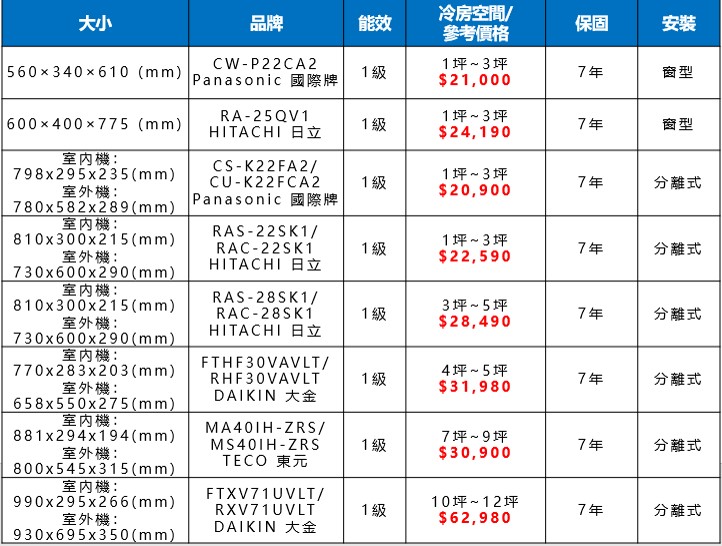 大小 品牌 能效 冷房空間/
參考價格 保固 安裝
560×340×610 (mm) CW-P22CA2
Panasonic 國際牌 1級 1坪~3坪
$21,000 7年 窗型
600×400×775 (mm) RA-25QV1
HITACHI 日立 1級 1坪~3坪
$24,190 7年 窗型
室內機:
798x295x235(mm)
室外機:
780x582x289(mm) CS-K22FA2/
CU-K22FCA2
Panasonic 國際牌 1級 1坪~3坪
$20,900 7年 分離式
室內機:
810x300x215(mm)
室外機:
730x600x290(mm) RAS-22SK1/
RAC-22SK1
HITACHI 日立 1級 1坪~3坪
$22,590 7年 分離式
室內機:
810x300x215(mm)
室外機:
730x600x290(mm) RAS-28SK1/
RAC-28SK1
HITACHI 日立 1級 3坪~5坪
$28,490 7年 分離式
室內機:
770x283x203(mm)
室外機:
658x550x275(mm) FTHF30VAVLT/
RHF30VAVLT
DAIKIN 大金 1級 4坪~5坪
$31,980 7年 分離式
室內機:
881x294x194(mm)
室外機:
800x545x315(mm) MA40IH-ZRS/
MS40IH-ZRS
TECO 東元 1級 7坪~9坪
$30,900 7年 分離式
室內機:
990x295x266(mm)
室外機:
930x695x350(mm) FTXV71UVLT/
RXV71UVLT
DAIKIN 大金 1級 10坪~12坪
$62,980 7年 分離式